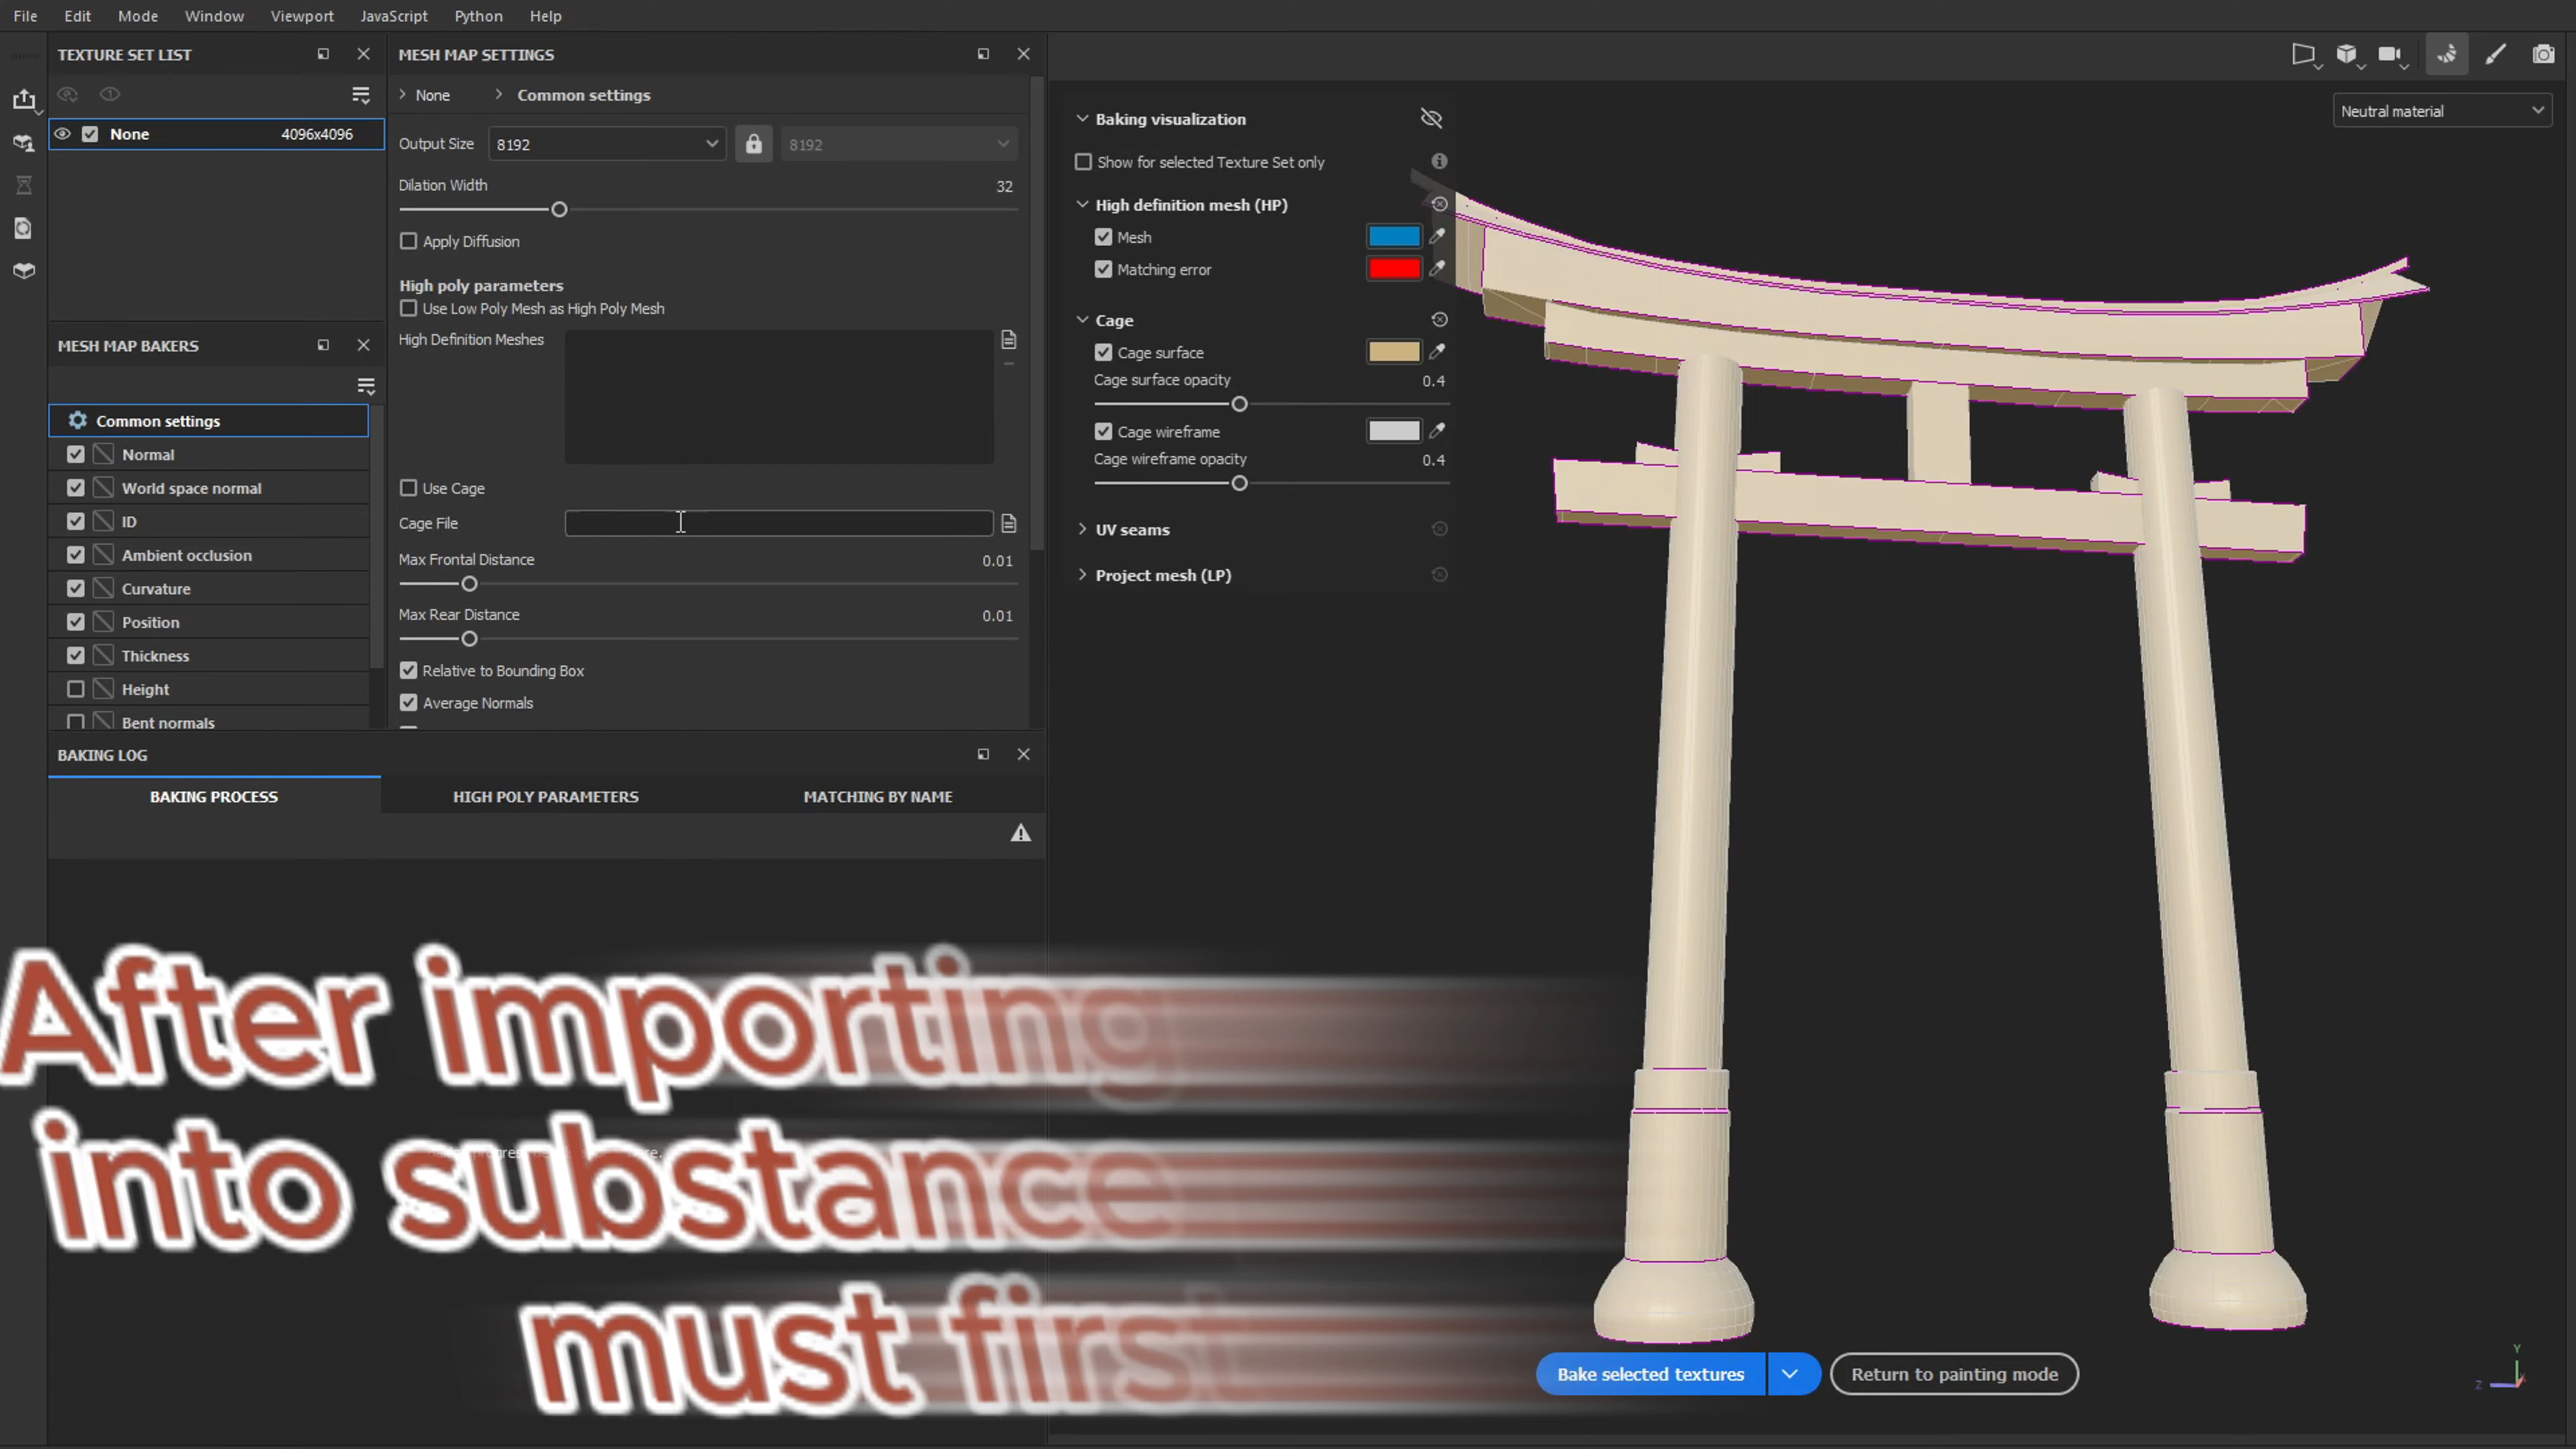 File Edit Mode Window Viewport JavaScript Python Help
TEXTURE SET LIST
None 4096x4096
MESH MAP BAKERS
Common settings
Normal
World space normal
ID
Ambient occlusion
Curvature
Position
Thickness
Height
Bent normals
MESH MAP SETTINGS
None Common settings
Output Size 8192 8192
Dilation Width 32
Apply Diffusion
High poly parameters
Use Low Poly Mesh as High Poly Mesh
High Definition Meshes
Use Cage
Cage File
Max Frontal Distance 0.01
Max Rear Distance 0.01
Relative to Bounding Box
Average Normals
BAKING LOG
BAKING PROCESS HIGH POLY PARAMETERS MATCHING BY NAME
Baking visualization
Show for selected Texture Set only
High definition mesh (HP)
Mesh
Matching error
Cage
Cage surface
Cage surface opacity 0.4
Cage wireframe
Cage wireframe opacity 0.4
UV seams
Project mesh (LP)
Neutral material
After importing
into substance
must first
Bake selected textures Return to painting mode
Y
Z